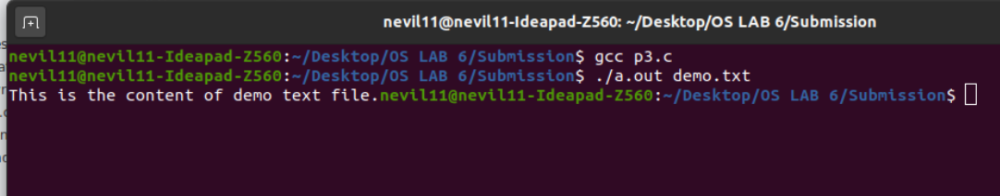 nevil11@nevil11-Ideapad-Z560: ~/Desktop/OS LAB 6/Submission
nevil11@nevil11-Ideapad-Z560:~/Desktop/OS LAB 6/Submission$ gcc p3.c
nevil11@nevil11-Ideapad-Z560:~/Desktop/OS LAB 6/Submission$ ./a.out demo.txt
This is the content of demo text file.nevil11@nevil11-Ideapad-Z560:~/Desktop/OS LAB 6/Submission$